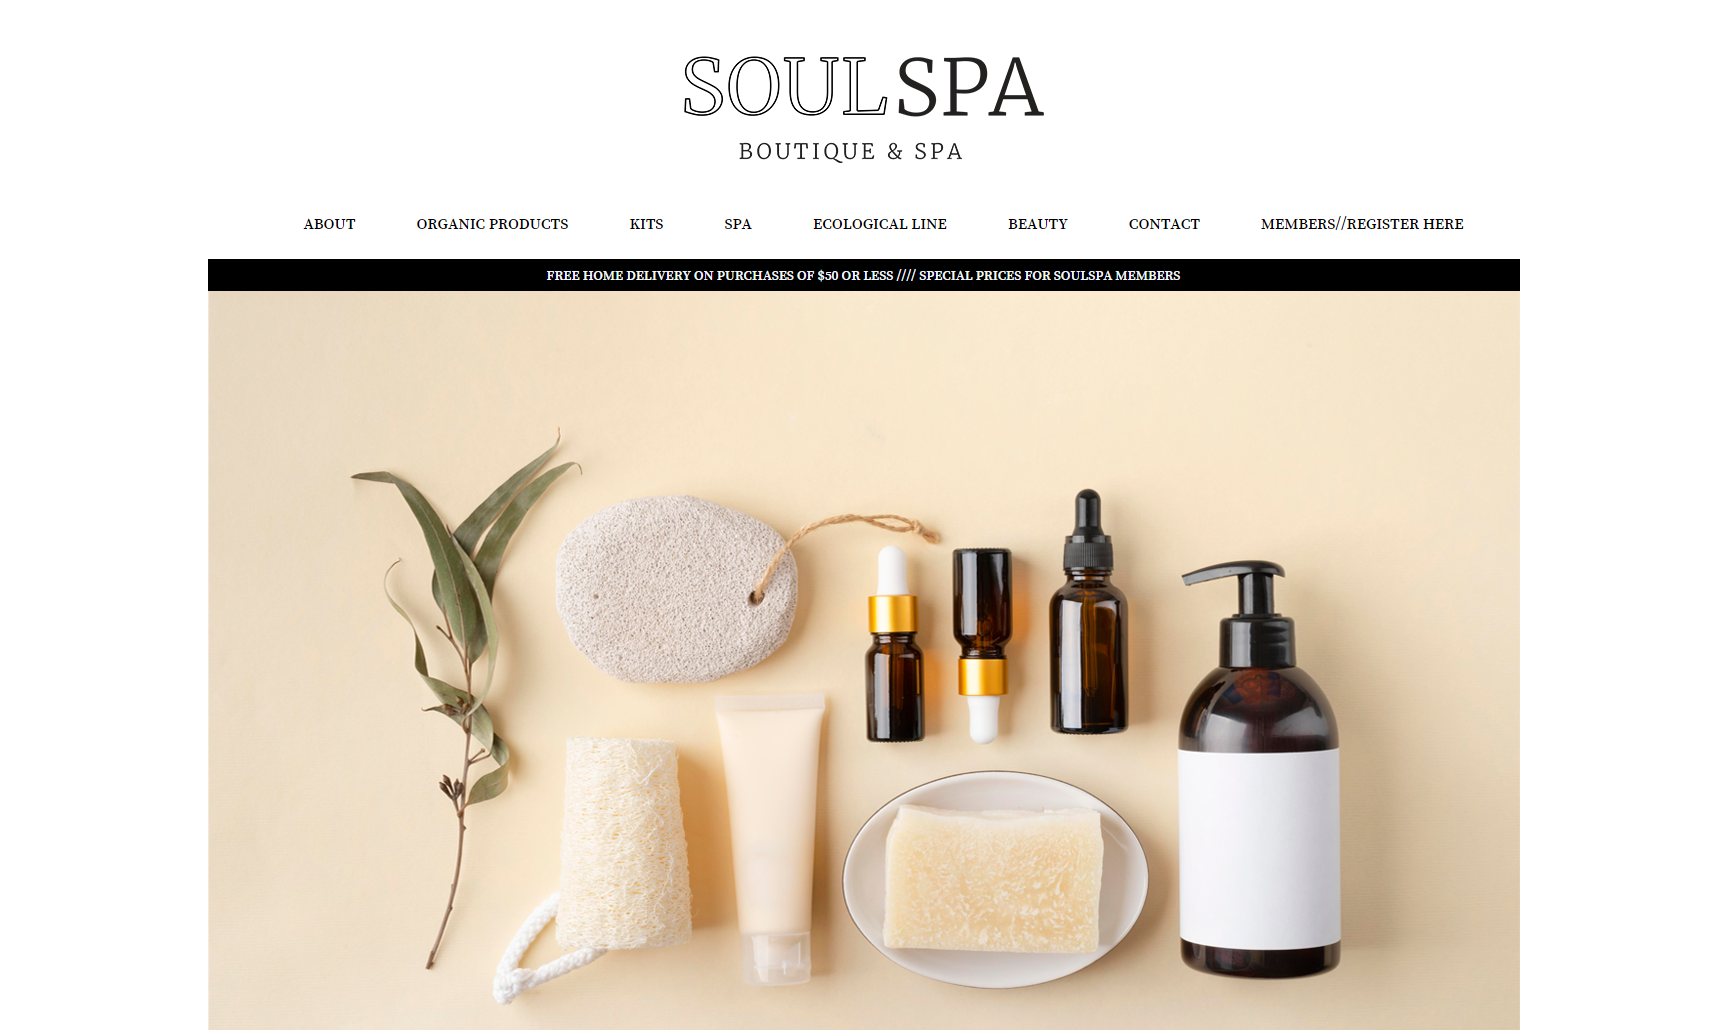 SOULSPA
BOUTIQUE & SPA
ABOUT ORGANIC PRODUCTS KITS SPA ECOLOGICAL LINE BEAUTY CONTACT MEMBERS//REGISTER HERE
FREE HOME DELIVERY ON PURCHASES OF $50 OR LESS //// SPECIAL PRICES FOR SOULSPA MEMBERS